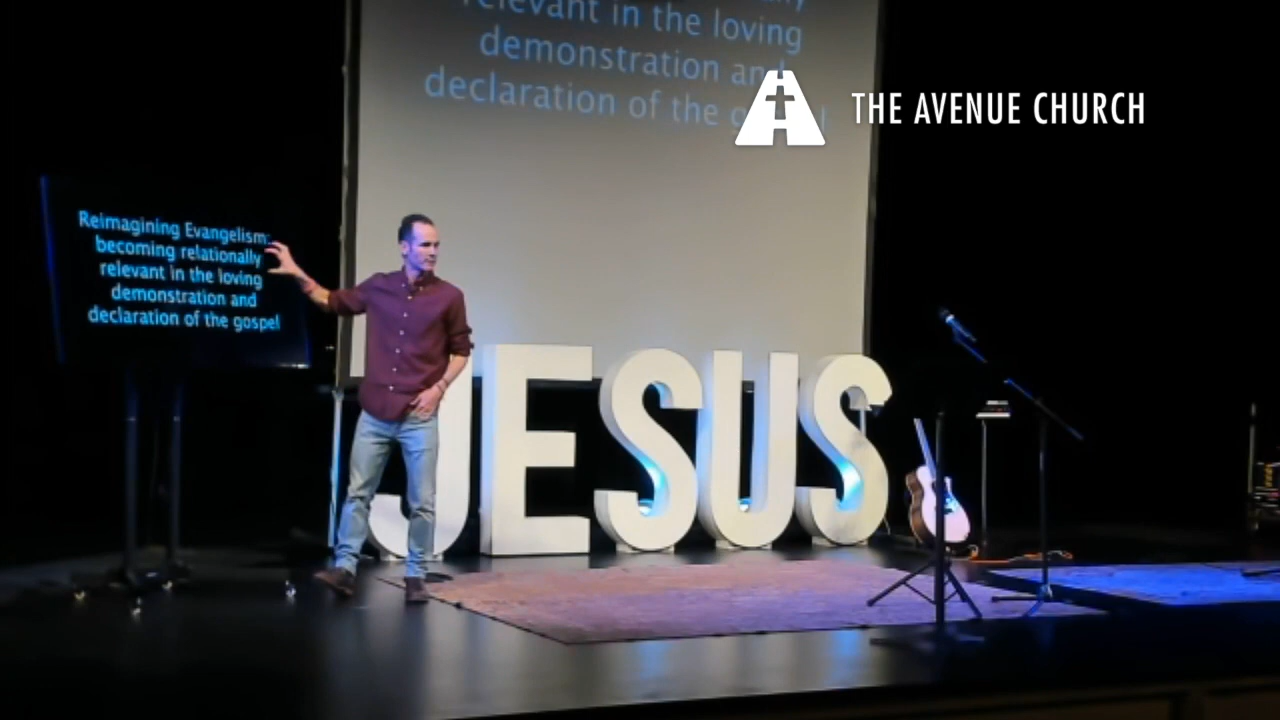 relevant in the loving
demonstration and
declaration of the gospel
THE AVENUE CHURCH
Reimagining Evangelism:
becoming relationally
relevant in the loving
demonstration and
declaration of the gospel
JESUS